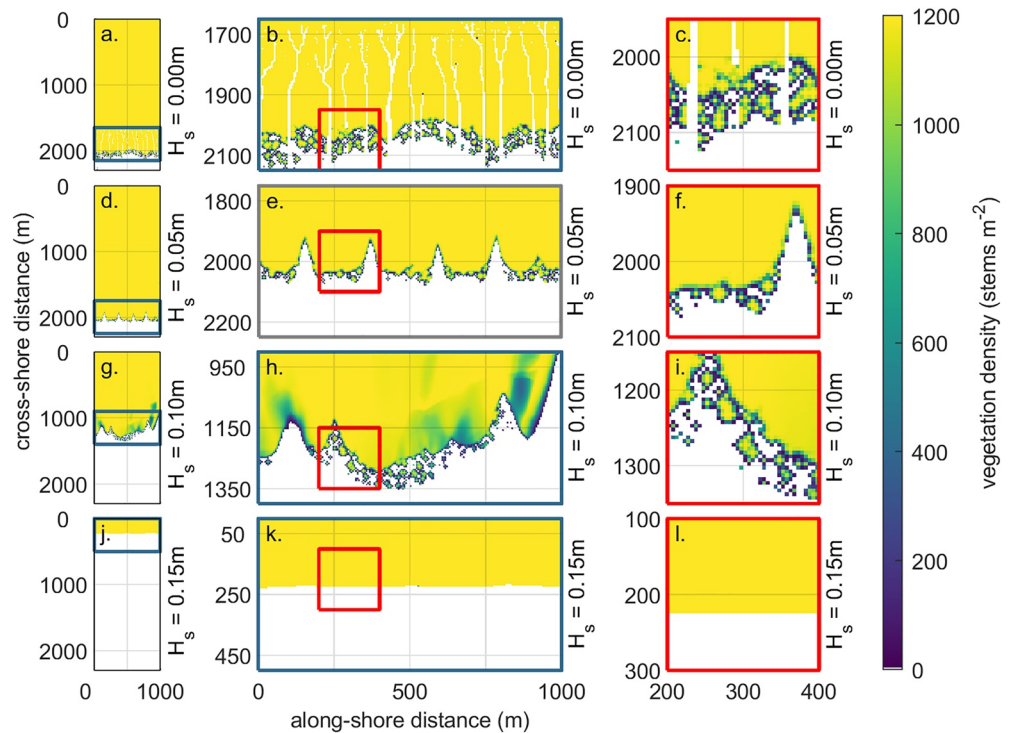 a.
0
1000
2000
H_s = 0.00m
b.
1700
1900
2100
H_s = 0.00m
c.
2000
2100
H_s = 0.00m
d.
0
1000
2000
H_s = 0.05m
e.
1800
2000
2200
H_s = 0.05m
f.
1900
2000
2100
H_s = 0.05m
g.
0
1000
2000
H_s = 0.10m
h.
950
1150
1350
H_s = 0.10m
i.
1200
1300
H_s = 0.10m
j.
0
1000
2000
0 1000
H_s = 0.15m
k.
50
250
450
0 500 1000
H_s = 0.15m
l.
100
200
300
200 300 400
H_s = 0.15m
cross-shore distance (m)
along-shore distance (m)
1200
1000
800
600
400
200
0
vegetation density (stems m⁻²)